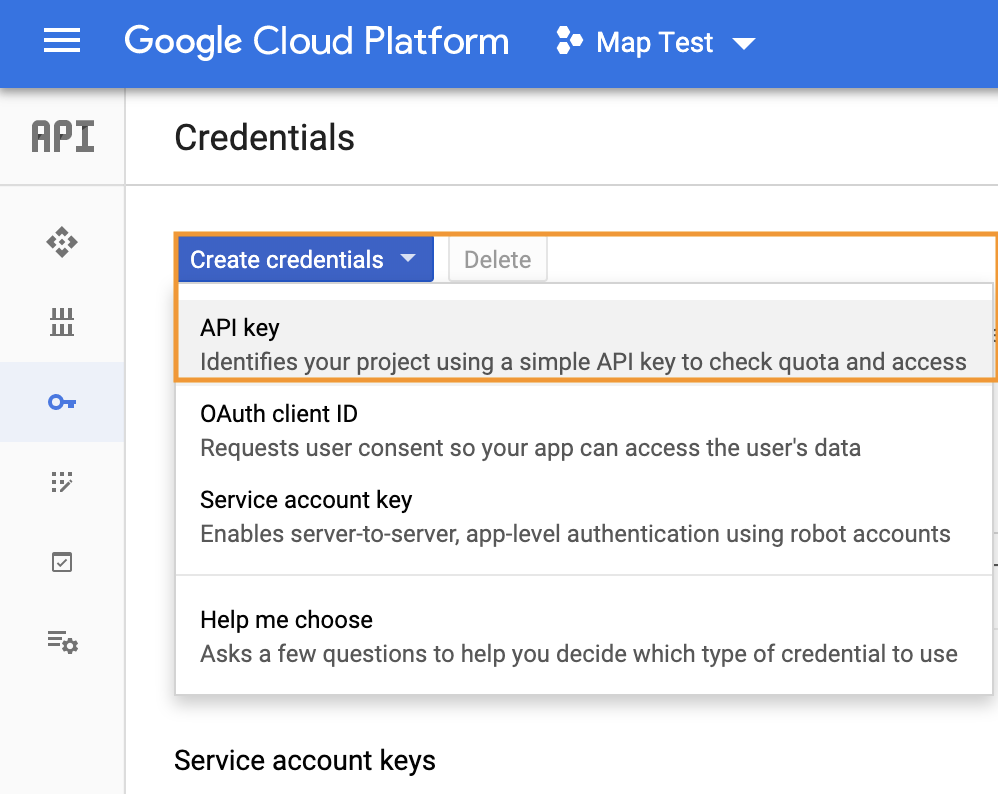 Google Cloud Platform Map Test
API Credentials
Create credentials Delete
API key
Identifies your project using a simple API key to check quota and access
OAuth client ID
Requests user consent so your app can access the user's data
Service account key
Enables server-to-server, app-level authentication using robot accounts
Help me choose
Asks a few questions to help you decide which type of credential to use
Service account keys